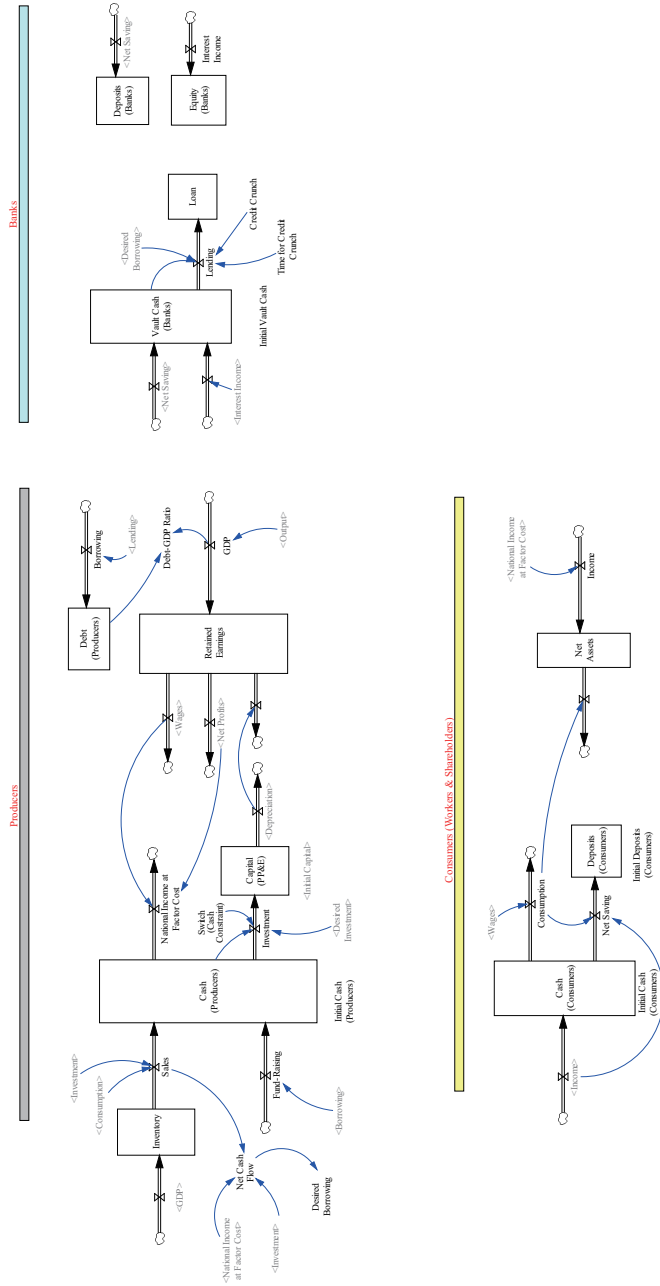 Producers
<GDP>
Inventory
<Investment>
<Consumption>
Sales
<National Income
at Factor Cost>
<Investment>
Net Cash
Flow
Desired
Borrowing
Fund-Raising
<Borrowing>
Cash
(Producers)
Initial Cash
(Producers)
National Income at
Factor Cost
Switch
(Cash
Constraint)
Investment
<Desired
Investment>
Capital
(PP&E)
<Initial Capital>
<Depreciation>
<Wages>
<Net Profits>
Retained
Earnings
Debt
(Producers)
Borrowing
<Lending>
Debt-GDP Ratio
GDP
<Output>
Banks
<Net Saving>
<Interest Income>
Vault Cash
(Banks)
Initial Vault Cash
<Desired
Borrowing>
Lending
Time for Credit
Crunch
Credit Crunch
Loan
Deposits
(Banks)
<Net Saving>
Equity
(Banks)
Interest
Income
Consumers (Workers & Shareholders)
<Income>
Cash
(Consumers)
Initial Cash
(Consumers)
<Wages>
Consumption
Net Saving
Deposits
(Consumers)
Initial Deposits
(Consumers)
Net
Assets
Income
<National Income
at Factor Cost>